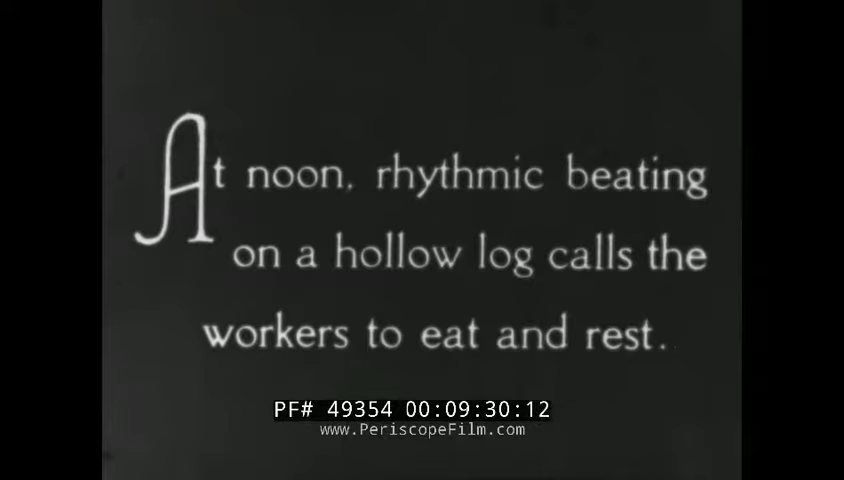 At noon, rhythmic beating
on a hollow log calls the
workers to eat and rest.
PF# 49354 00:09:30:12
www.PeriscopeFilm.com